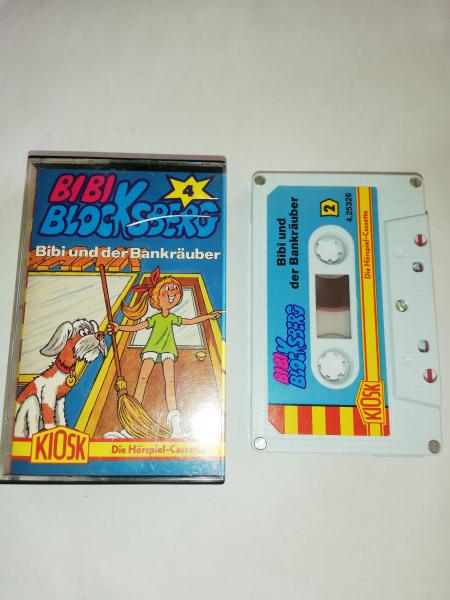 BIBI
BLOCKSBERG
4
Bibi und der Bankräuber
KIOSK
Die Hörspiel-Cassette
BIBI
BLOCKSBERG
Bibi und
der Bankräuber
2
4.25326
Die Hörspiel-Cassette
KIOSK